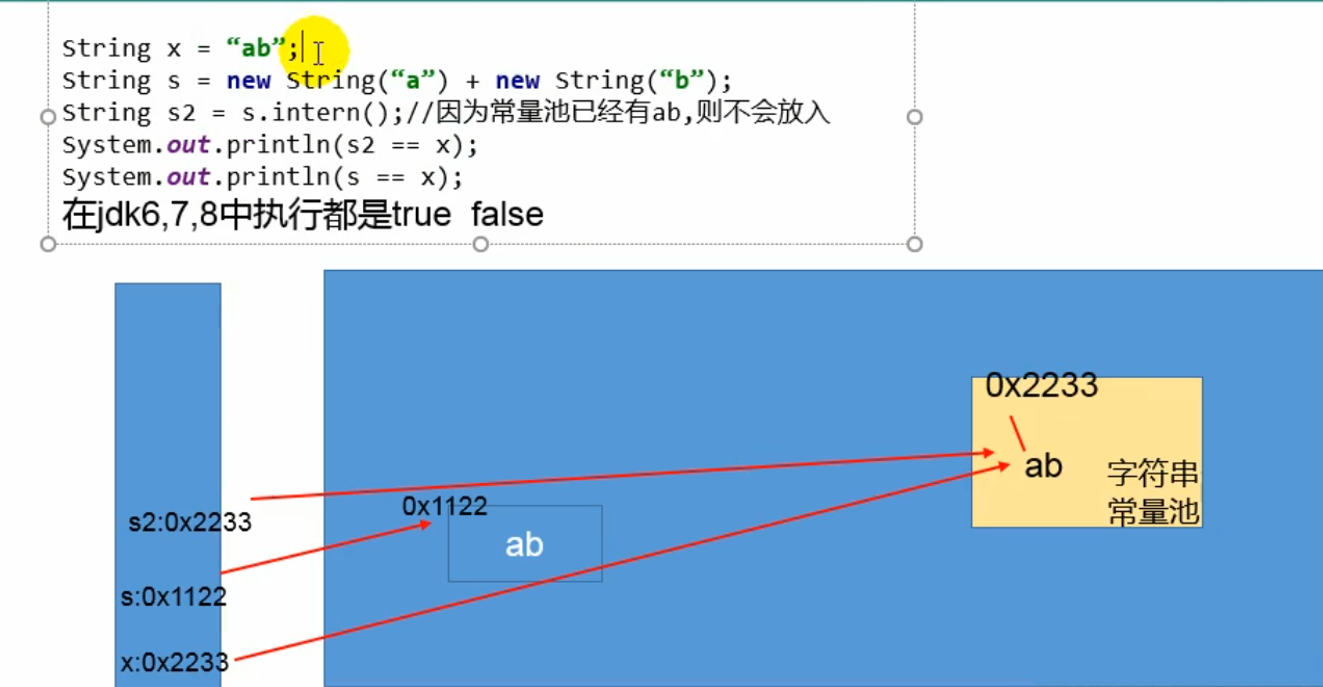 String x = “ab”;
String s = new String(“a”) + new String(“b”);
String s2 = s.intern();//因为常量池已经有ab,则不会放入
System.out.println(s2 == x);
System.out.println(s == x);
在jdk6,7,8中执行都是true  false
0x2233
ab
字符串
常量池
0x1122
ab
s2:0x2233
s:0x1122
x:0x2233